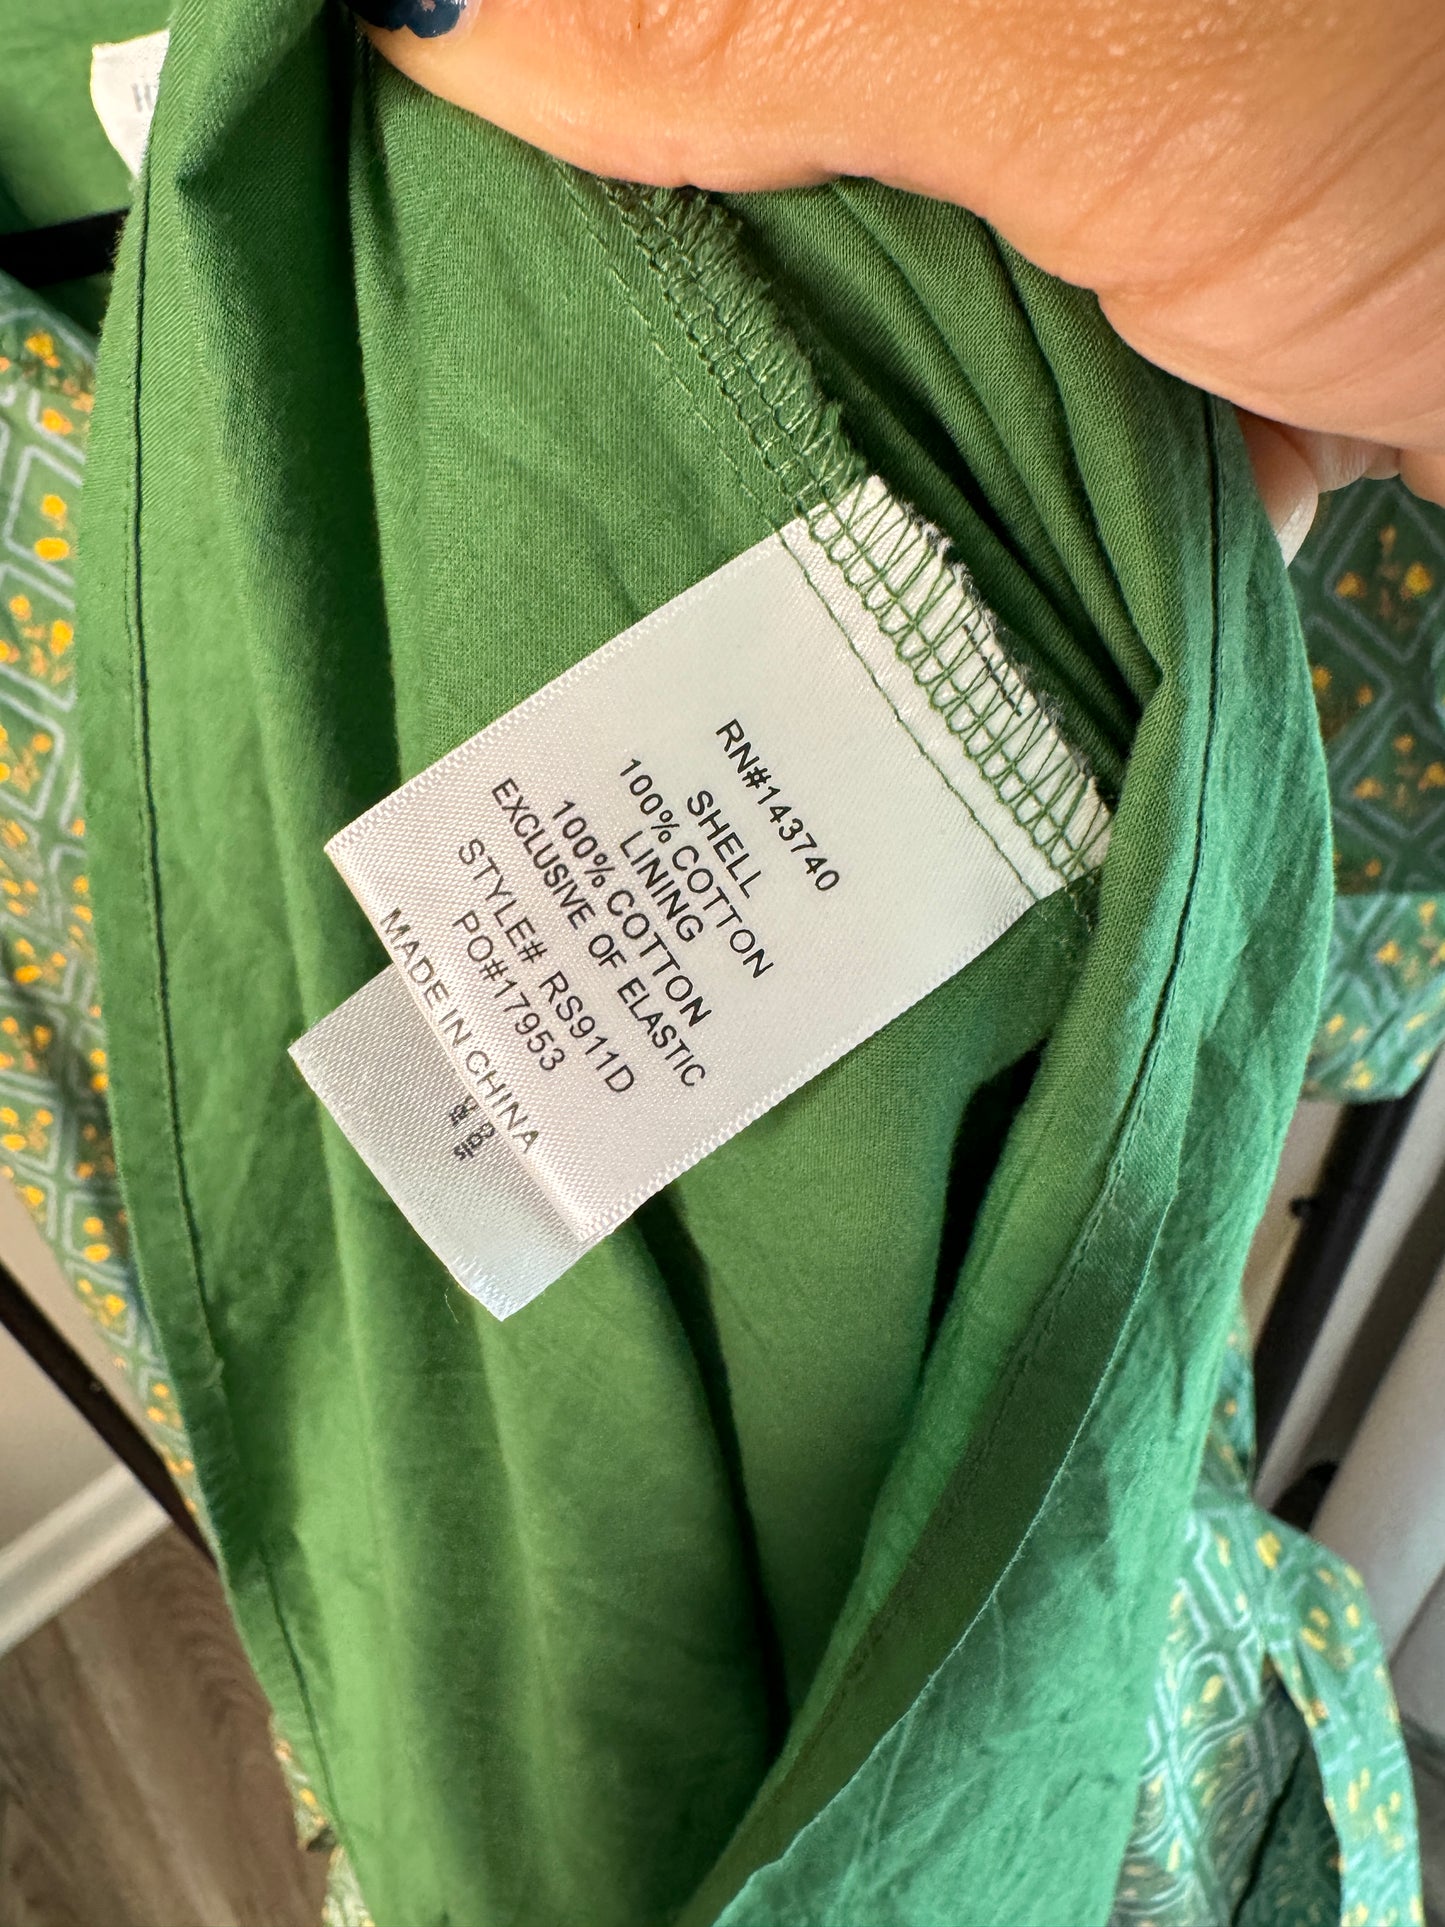 RN#143740
SHELL
100% COTTON
LINING
100% COTTON
EXCLUSIVE OF ELASTIC
STYLE# RS911D
PO#17953
MADE IN CHINA